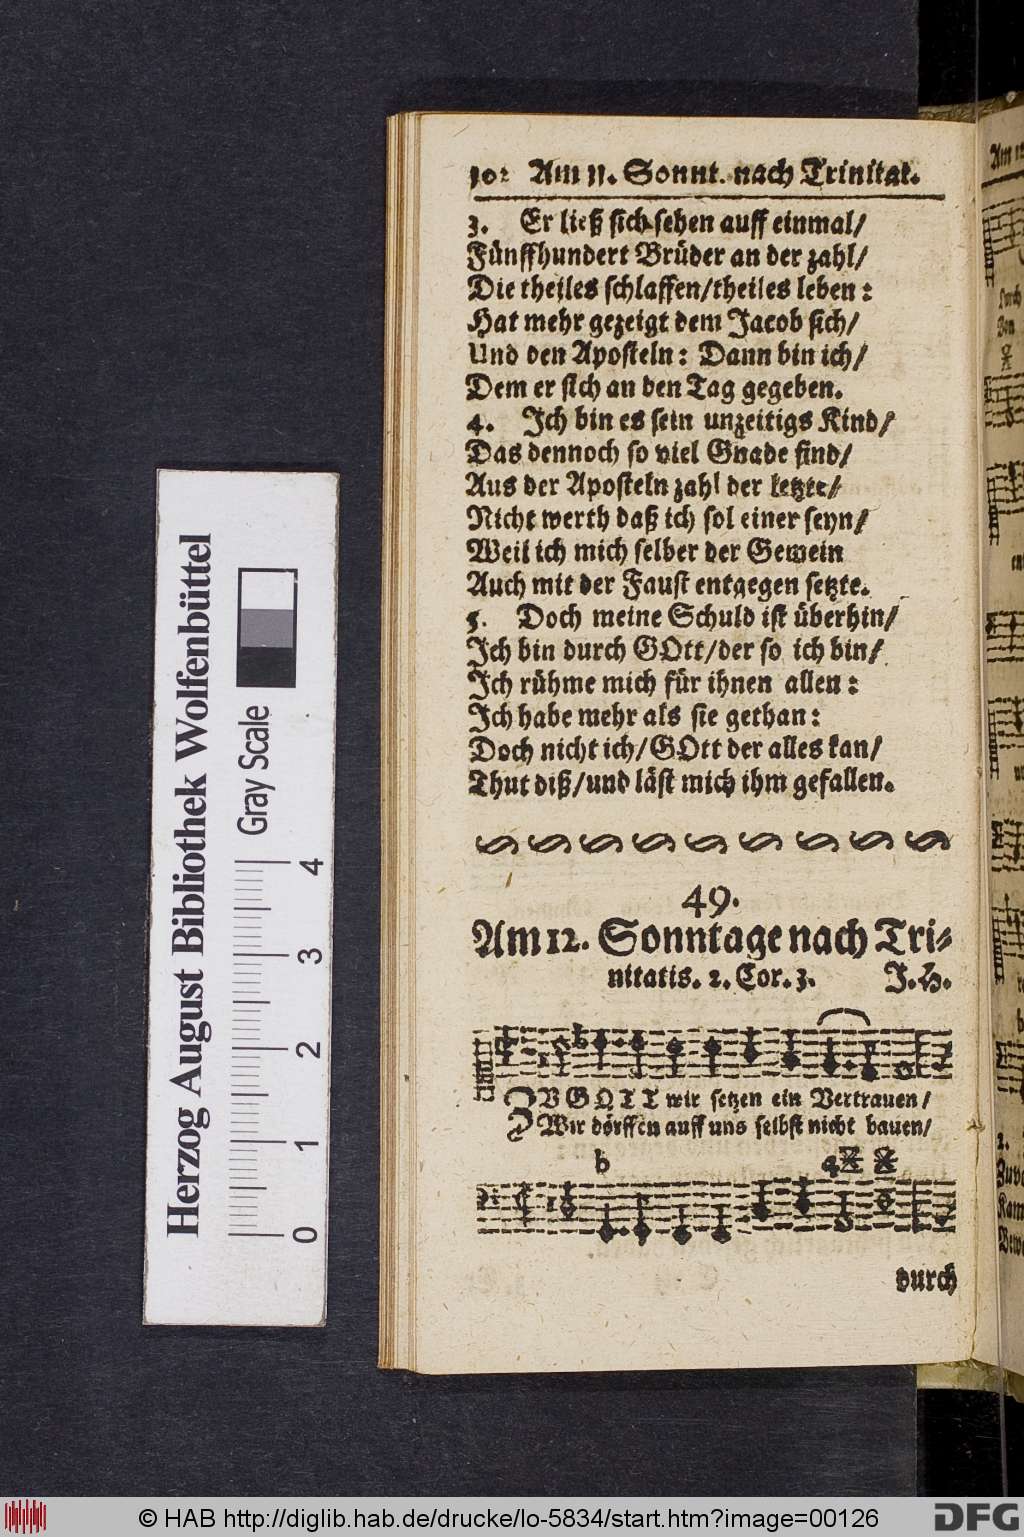 102 Am 11. Sonnt. nach Trinitat.
3. Er ließ sich sehen auff einmal/
Fünffhundert Brüder an der zahl/
Die theiles schlaffen/theiles leben:
Hat mehr gezeigt dem Jacob sich/
Und den Aposteln: Dann bin ich/
Dem er sich an den Tag gegeben.
4. Ich bin es sein unzeitigs Kind/
Das dennoch so viel Gnade find/
Aus der Aposteln zahl der letzte/
Nicht werth daß ich sol einer seyn/
Weil ich mich selber der Gemein
Auch mit der Faust entgegen setzte.
5. Doch meine Schuld ist überhin/
Ich bin durch GOtt/der so ich bin/
Ich rühme mich für ihnen allen:
Ich habe mehr als sie gethan:
Doch nicht ich/GOtt der alles kan/
Thut diß/und läst mich ihm gefallen.
49.
Am 12. Sonntage nach Tri-
nitatis. 2. Cor. 3. J. H.
ZU GOTT wir setzen ein Vertrauen/
Wir dörffen auff uns selbst nicht bauen/
b 4
durch
Herzog August Bibliothek Wolfenbüttel
Gray Scale
0 1 2 3 4
© HAB http://diglib.hab.de/drucke/lo-5834/start.htm?image=00126
DFG